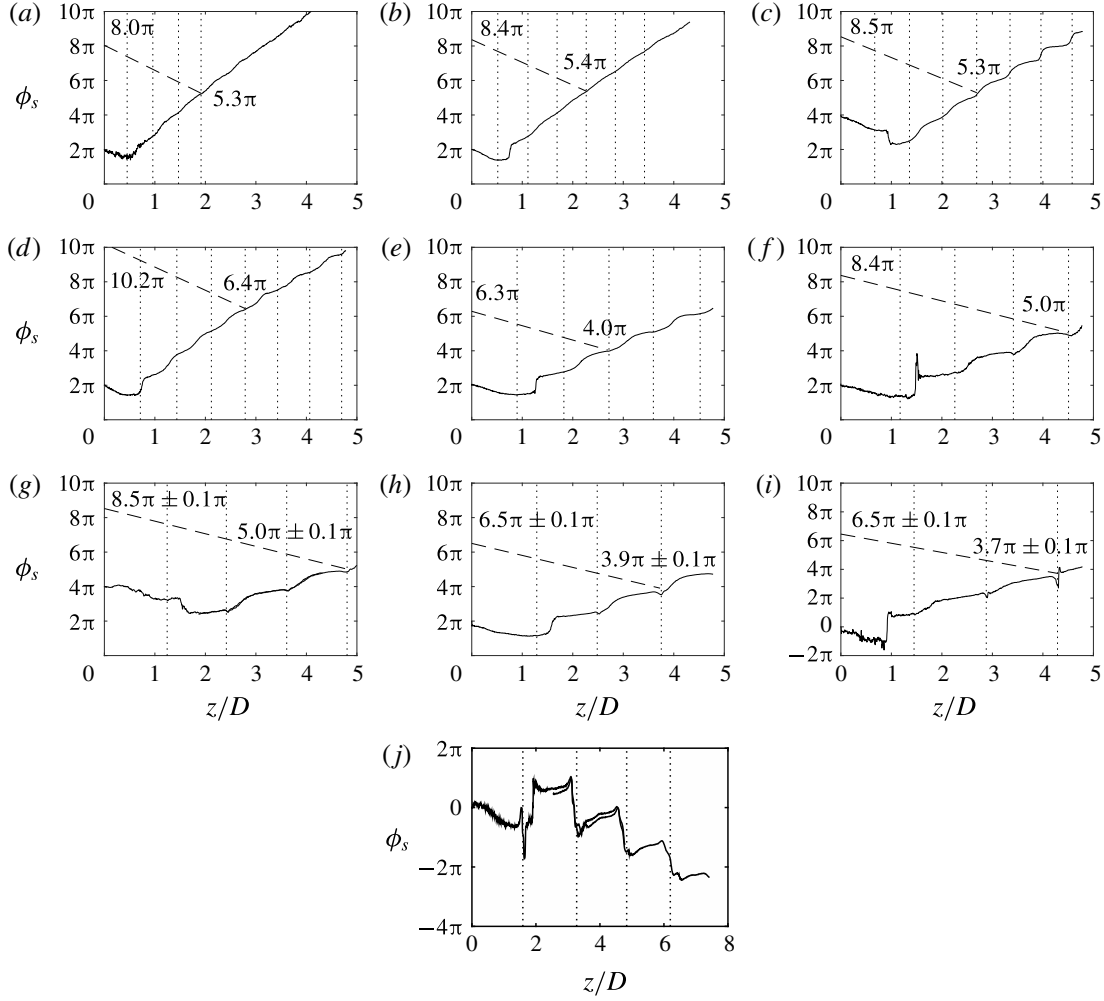 (a) (b) (c)
10π 10π 10π
8.0π 8.4π 8.5π
8π 8π 8π
6π 6π 6π
5.3π 5.4π 5.3π
ϕs 4π 4π 4π
2π 2π 2π
0 1 2 3 4 5 0 1 2 3 4 5 0 1 2 3 4 5
(d) (e) (f)
10π 10π 10π
10.2π 6.4π 6.3π 4.0π 8.4π 5.0π
8π 8π 8π
6π 6π 6π
ϕs 4π 4π 4π
2π 2π 2π
0 1 2 3 4 5 0 1 2 3 4 5 0 1 2 3 4 5
(g) (h) (i)
10π 10π 10π
8.5π ± 0.1π 6.5π ± 0.1π 6.5π ± 0.1π
8π 8π 8π
5.0π ± 0.1π 3.9π ± 0.1π 3.7π ± 0.1π
6π 6π 6π
ϕs 4π 4π 4π
2π 2π 2π
0
−2π
0 1 2 3 4 5 0 1 2 3 4 5 0 1 2 3 4 5
z/D z/D z/D
(j)
2π
0
ϕs
−2π
−4π
0 2 4 6 8
z/D